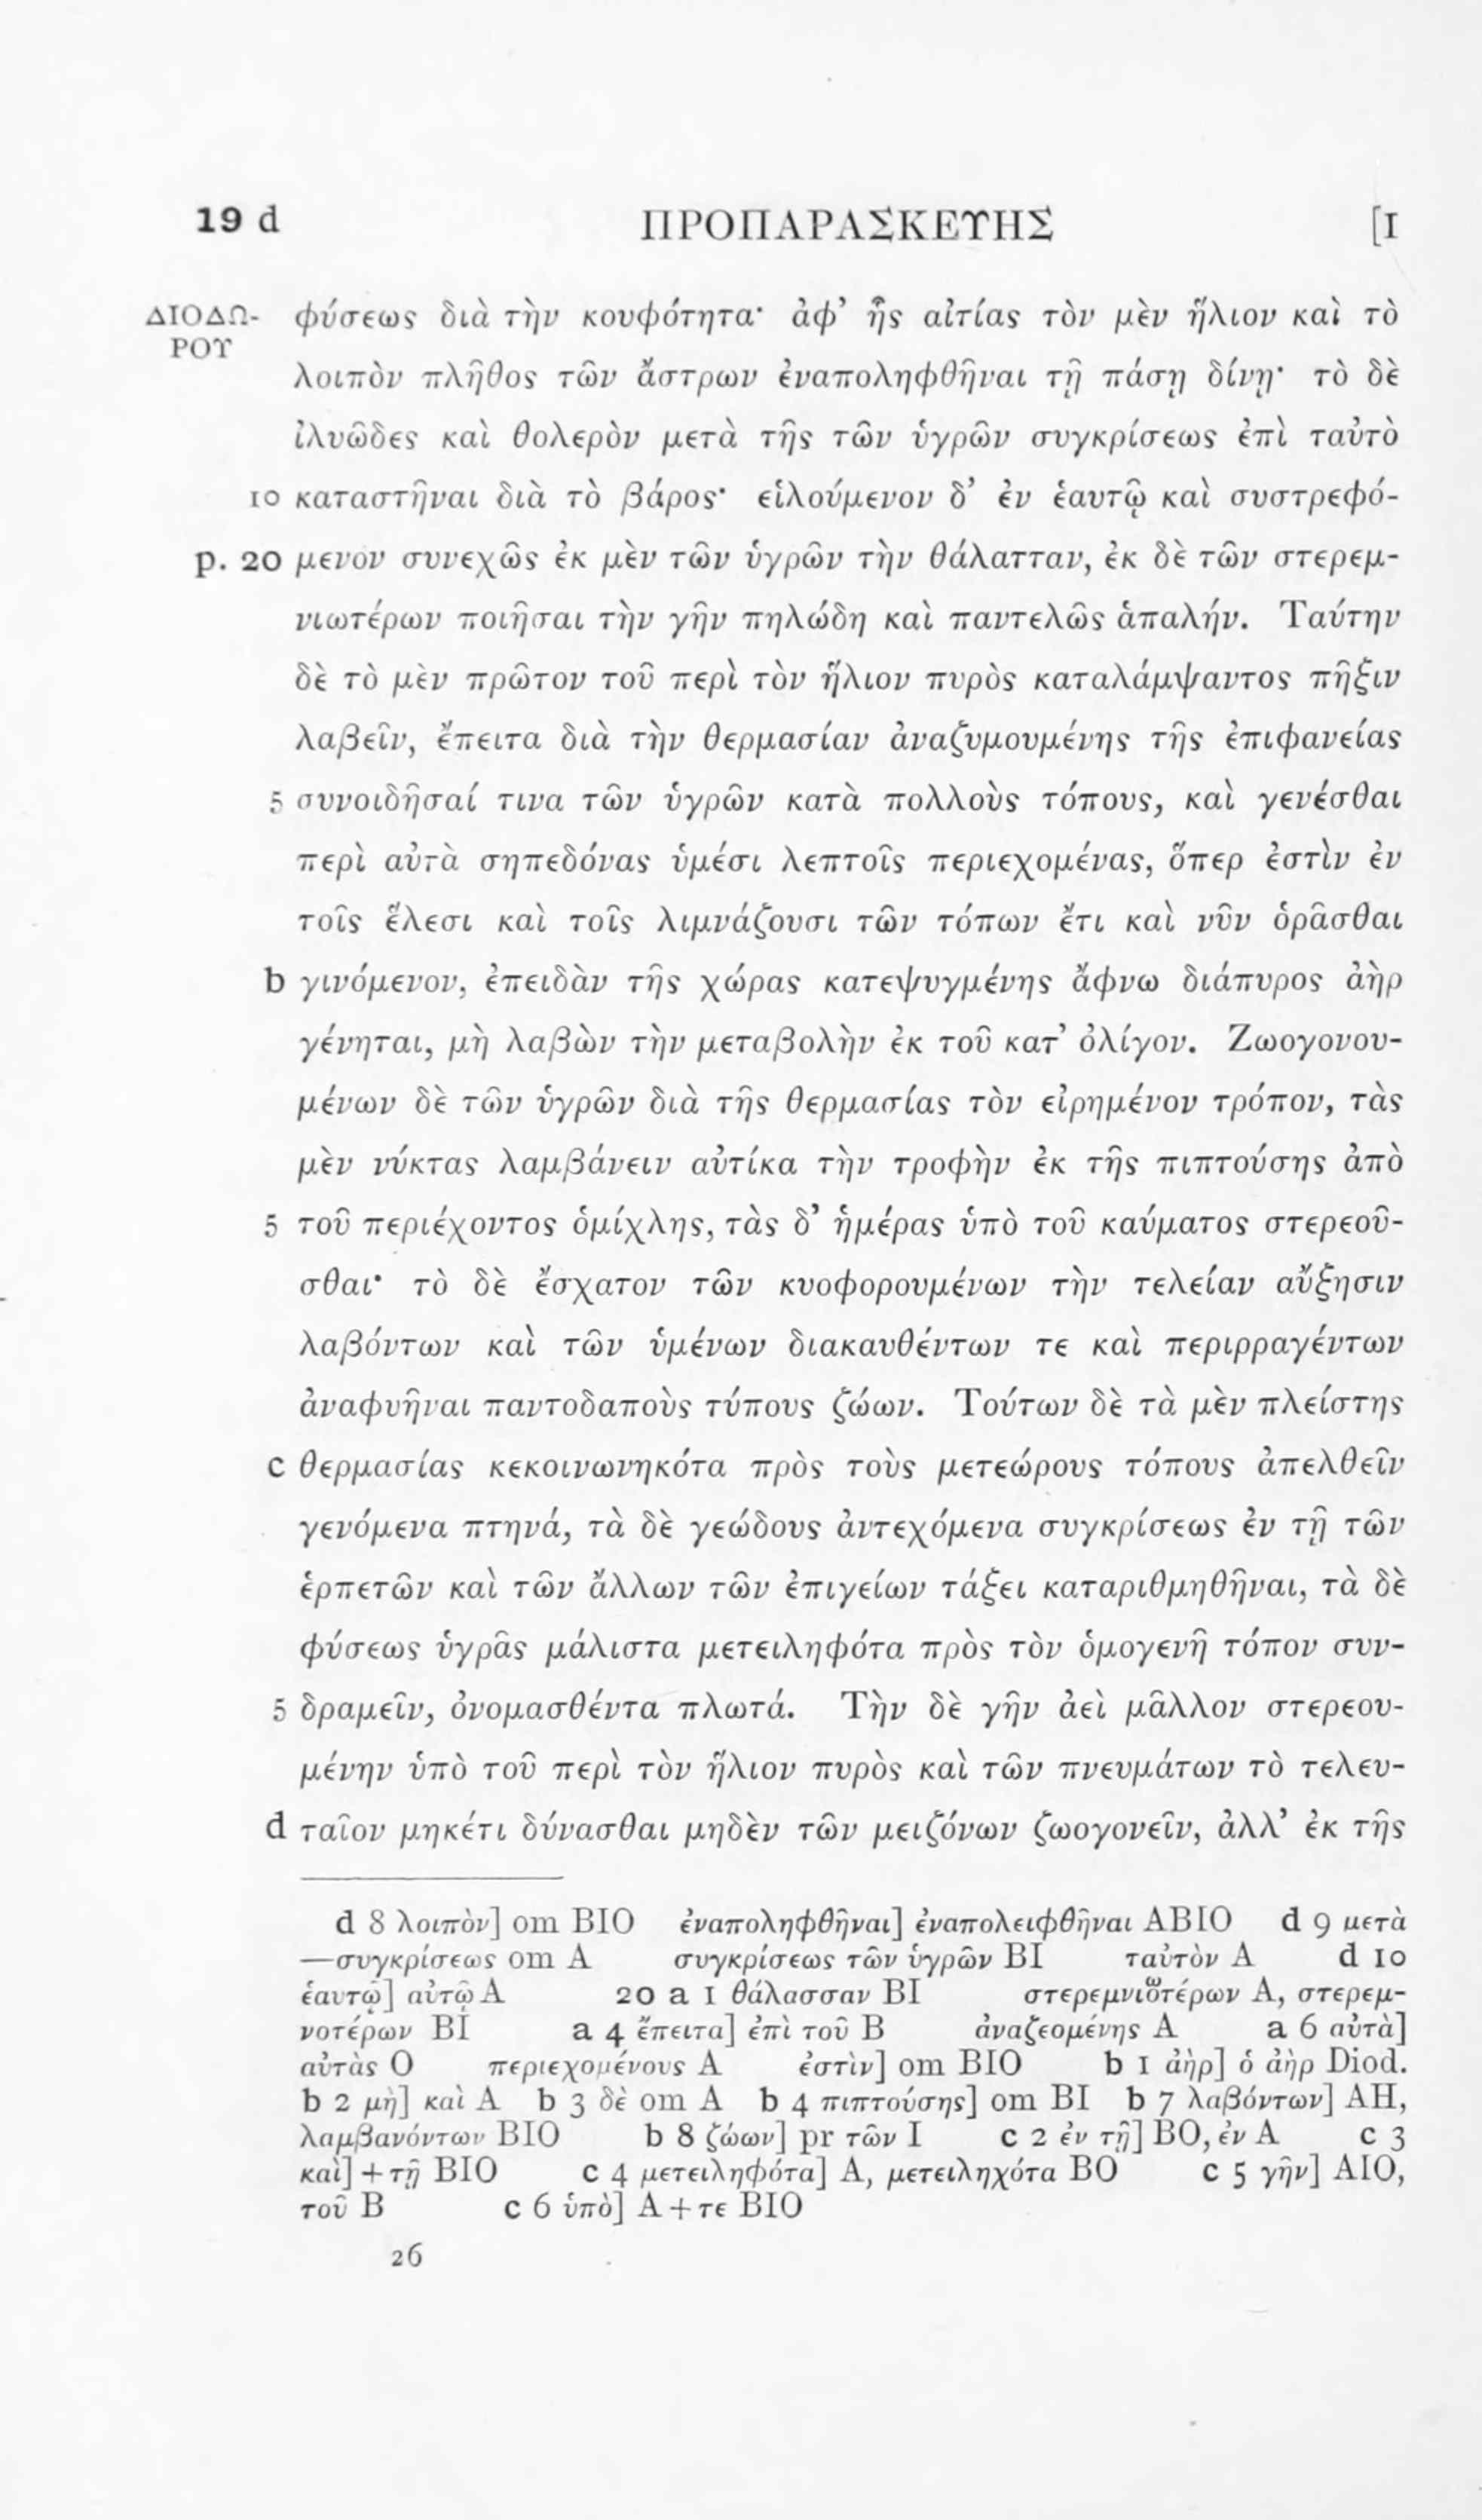 19 d ΠΡΟΠΑΡΑΣΚΕΥΗΣ [I
ΔΙΟΔΩ- φύσεως διὰ τὴν κουφότητα· ἀφ’ ἧς αἰτίας τὸν μὲν ἥλιον καὶ τὸ
ΡΟΥ
λοιπὸν πλῆθος τῶν ἄστρων ἐναποληφθῆναι τῇ πάσῃ δίνῃ· τὸ δὲ
ἰλυῶδες καὶ θολερὸν μετὰ τῆς τῶν ὑγρῶν συγκρίσεως ἐπὶ ταὐτὸ
10 καταστῆναι διὰ τὸ βάρος· εἰλούμενον δ’ ἐν ἑαυτῷ καὶ συστρεφό-
p. 20 μενον συνεχῶς ἐκ μὲν τῶν ὑγρῶν τὴν θάλατταν, ἐκ δὲ τῶν στερεμ-
νιωτέρων ποιῆσαι τὴν γῆν πηλώδη καὶ παντελῶς ἁπαλήν. Ταύτην
δὲ τὸ μὲν πρῶτον τοῦ περὶ τὸν ἥλιον πυρὸς καταλάμψαντος πῆξιν
λαβεῖν, ἔπειτα διὰ τὴν θερμασίαν ἀναζυμουμένης τῆς ἐπιφανείας
5 συνοιδῆσαί τινα τῶν ὑγρῶν κατὰ πολλοὺς τόπους, καὶ γενέσθαι
περὶ αὐτὰ σηπεδόνας ὑμέσι λεπτοῖς περιεχομένας, ὅπερ ἐστὶν ἐν
τοῖς ἕλεσι καὶ τοῖς λιμνάζουσι τῶν τόπων ἔτι καὶ νῦν ὁρᾶσθαι
b γινόμενον, ἐπειδὰν τῆς χώρας κατεψυγμένης ἄφνω διάπυρος ἀὴρ
γένηται, μὴ λαβὼν τὴν μεταβολὴν ἐκ τοῦ κατ’ ὀλίγον. Ζωογονου-
μένων δὲ τῶν ὑγρῶν διὰ τῆς θερμασίας τὸν εἰρημένον τρόπον, τὰς
μὲν νύκτας λαμβάνειν αὐτίκα τὴν τροφὴν ἐκ τῆς πιπτούσης ἀπὸ
5 τοῦ περιέχοντος ὁμίχλης, τὰς δ’ ἡμέρας ὑπὸ τοῦ καύματος στερεοῦ-
σθαι· τὸ δὲ ἔσχατον τῶν κυοφορουμένων τὴν τελείαν αὔξησιν
λαβόντων καὶ τῶν ὑμένων διακαυθέντων τε καὶ περιρραγέντων
ἀναφυῆναι παντοδαποὺς τύπους ζώων. Τούτων δὲ τὰ μὲν πλείστης
c θερμασίας κεκοινωνηκότα πρὸς τοὺς μετεώρους τόπους ἀπελθεῖν
γενόμενα πτηνά, τὰ δὲ γεώδους ἀντεχόμενα συγκρίσεως ἐν τῇ τῶν
ἑρπετῶν καὶ τῶν ἄλλων τῶν ἐπιγείων τάξει καταριθμηθῆναι, τὰ δὲ
φύσεως ὑγρᾶς μάλιστα μετειληφότα πρὸς τὸν ὁμογενῆ τόπον συν-
5 δραμεῖν, ὀνομασθέντα πλωτά. Τὴν δὲ γῆν ἀεὶ μᾶλλον στερεου-
μένην ὑπὸ τοῦ περὶ τὸν ἥλιον πυρὸς καὶ τῶν πνευμάτων τὸ τελευ-
d ταῖον μηκέτι δύνασθαι μηδὲν τῶν μειζόνων ζωογονεῖν, ἀλλ’ ἐκ τῆς
d 8 λοιπὸν] om BIO ἐναποληφθῆναι] ἐναπολειφθῆναι ABIO d 9 μετὰ
—συγκρίσεως om A συγκρίσεως τῶν ὑγρῶν BI ταὐτὸν A d 10
ἑαυτῷ] αὐτῷ A 20 a 1 θάλασσαν BI στερεμνιοτέρων A, στερεμ-
νοτέρων BI a 4 ἔπειτα] ἐπὶ τοῦ B ἀναζεομένης A a 6 αὐτὰ]
αὐτὰς O περιεχομένους A ἐστὶν] om BIO b 1 ἀὴρ] ὁ ἀὴρ Diod.
b 2 μὴ] καὶ A b 3 δὲ om A b 4 πιπτούσης] om BI b 7 λαβόντων] AH,
λαμβανόντων BIO b 8 ζώων] pr τῶν I c 2 ἐν τῇ] BO, ἐν A c 3
καὶ] + τῇ BIO c 4 μετειληφότα] A, μετειληχότα BO c 5 γῆν] AIO,
τοῦ B c 6 ὑπὸ] A + τε BIO
26